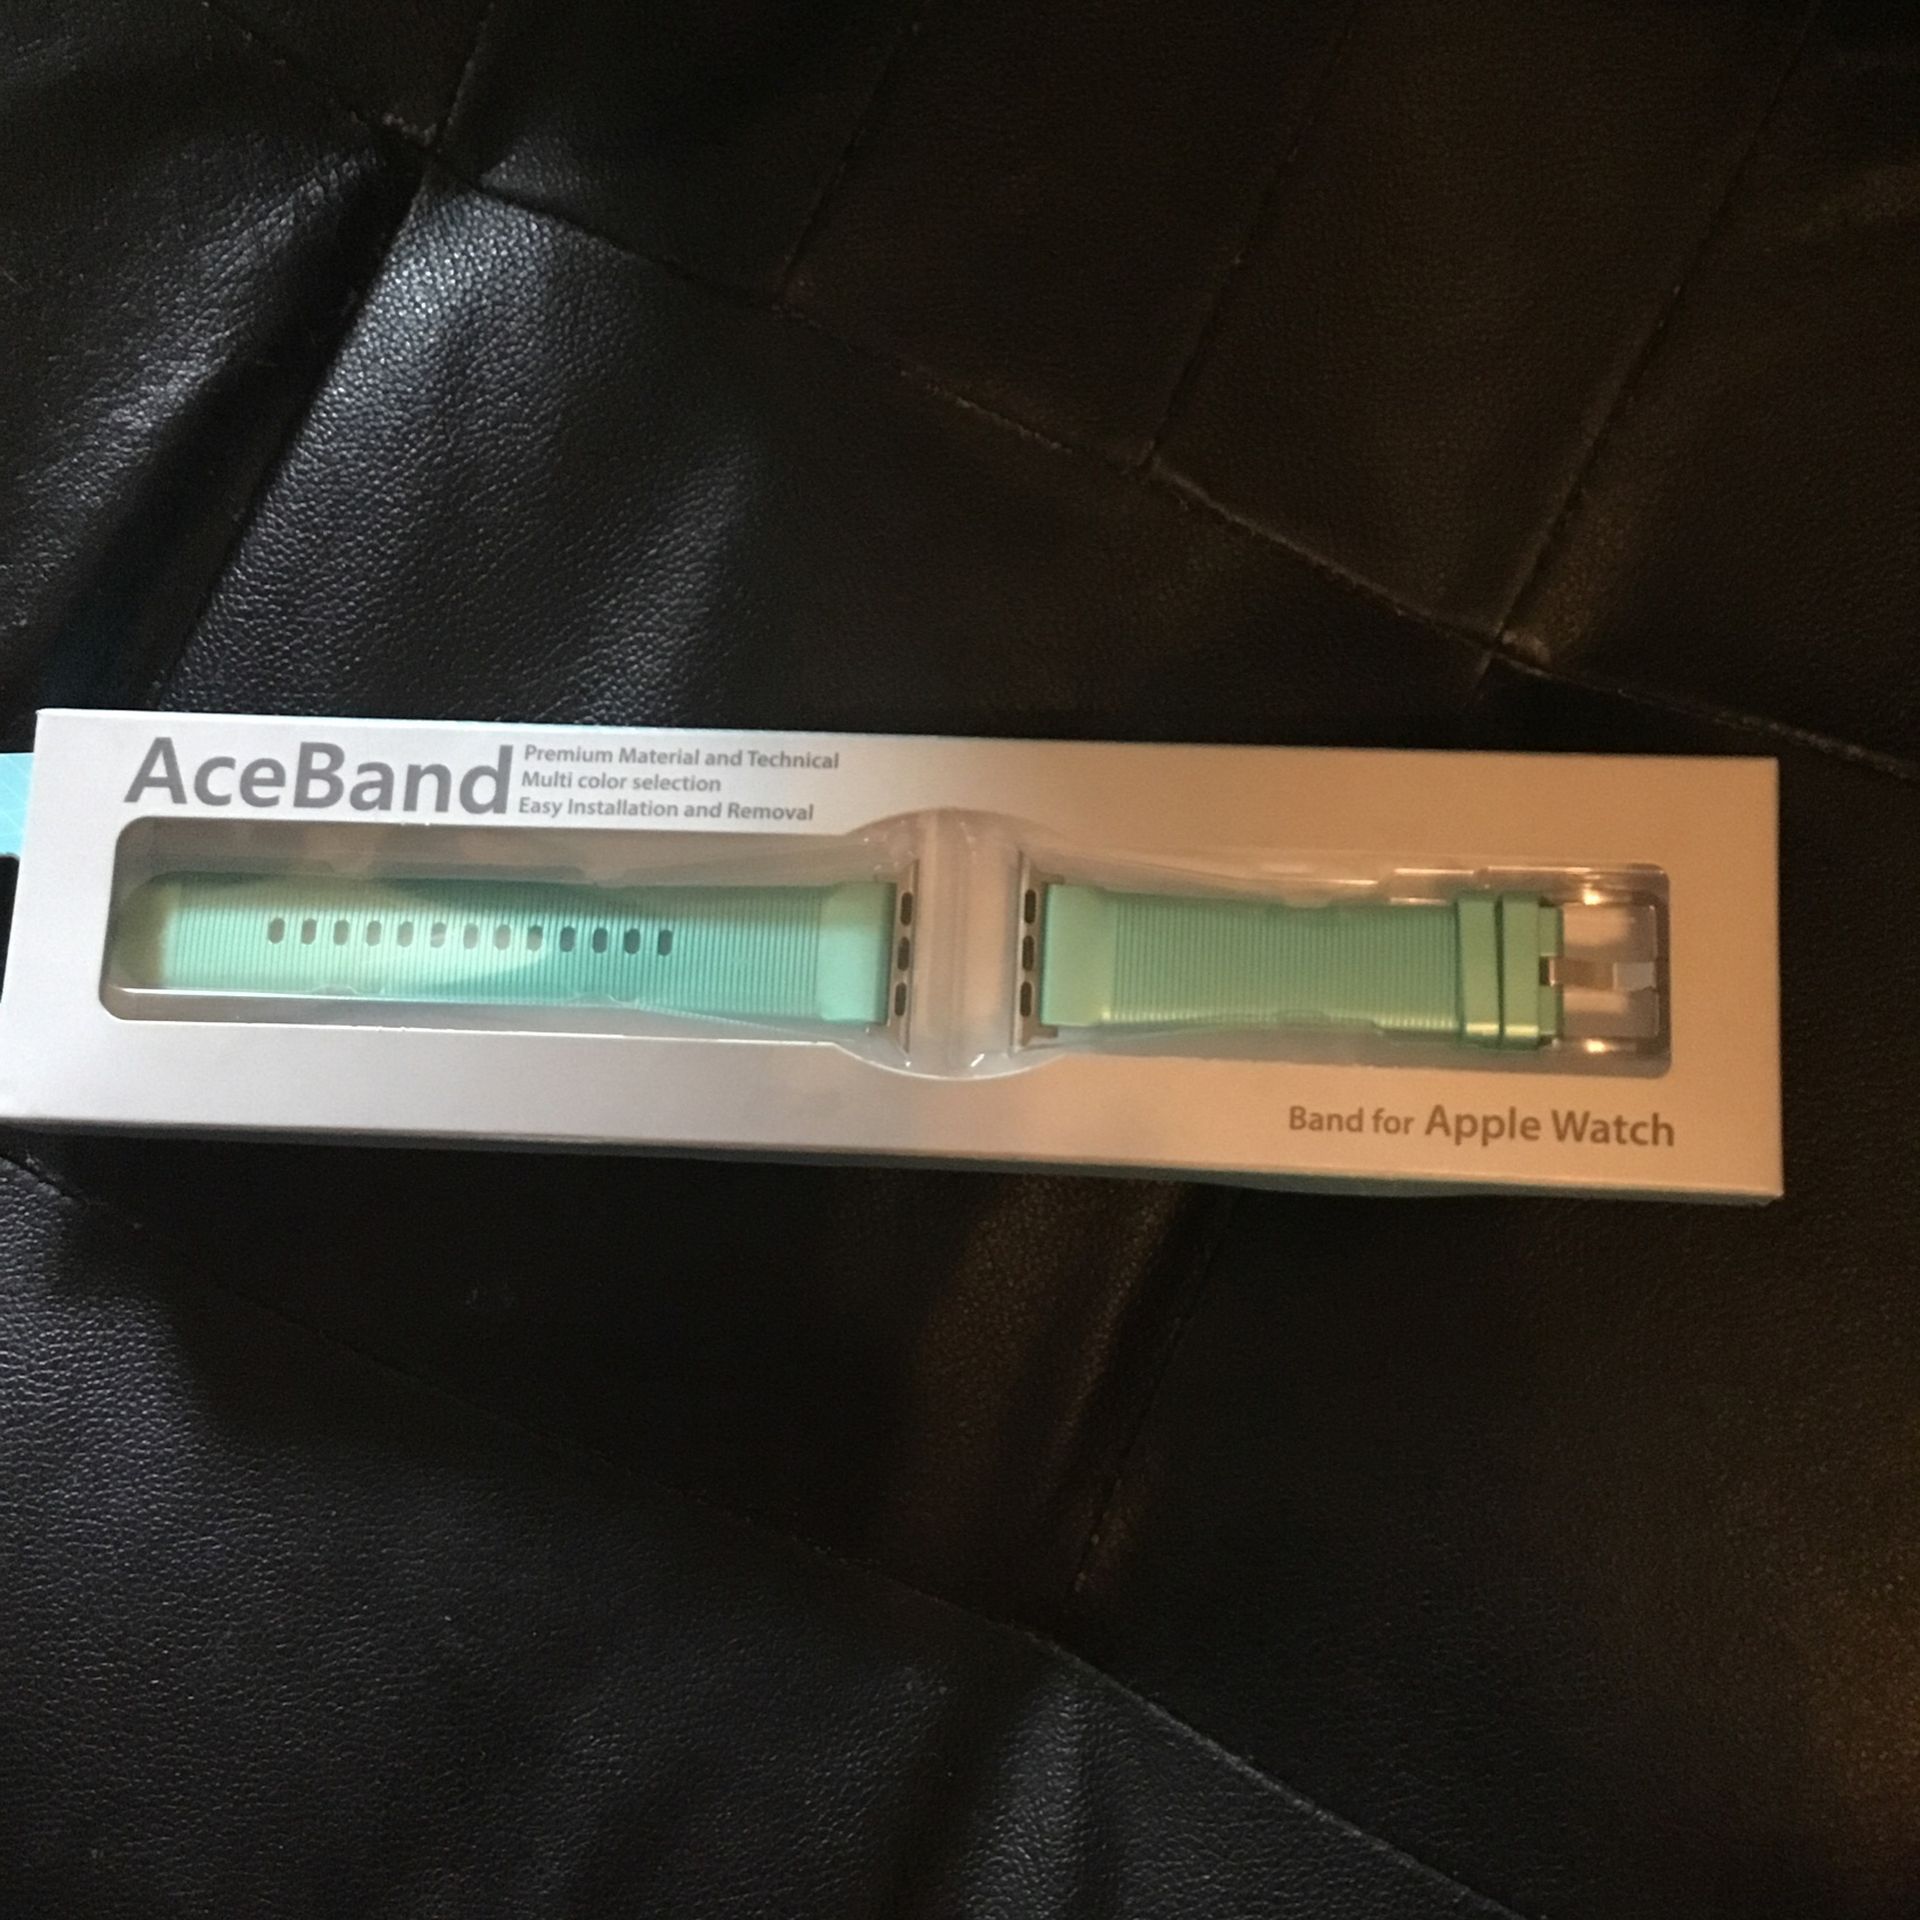 AceBand
Premium Material and Technical
Multi color selection
Easy Installation and Removal
Band for Apple Watch